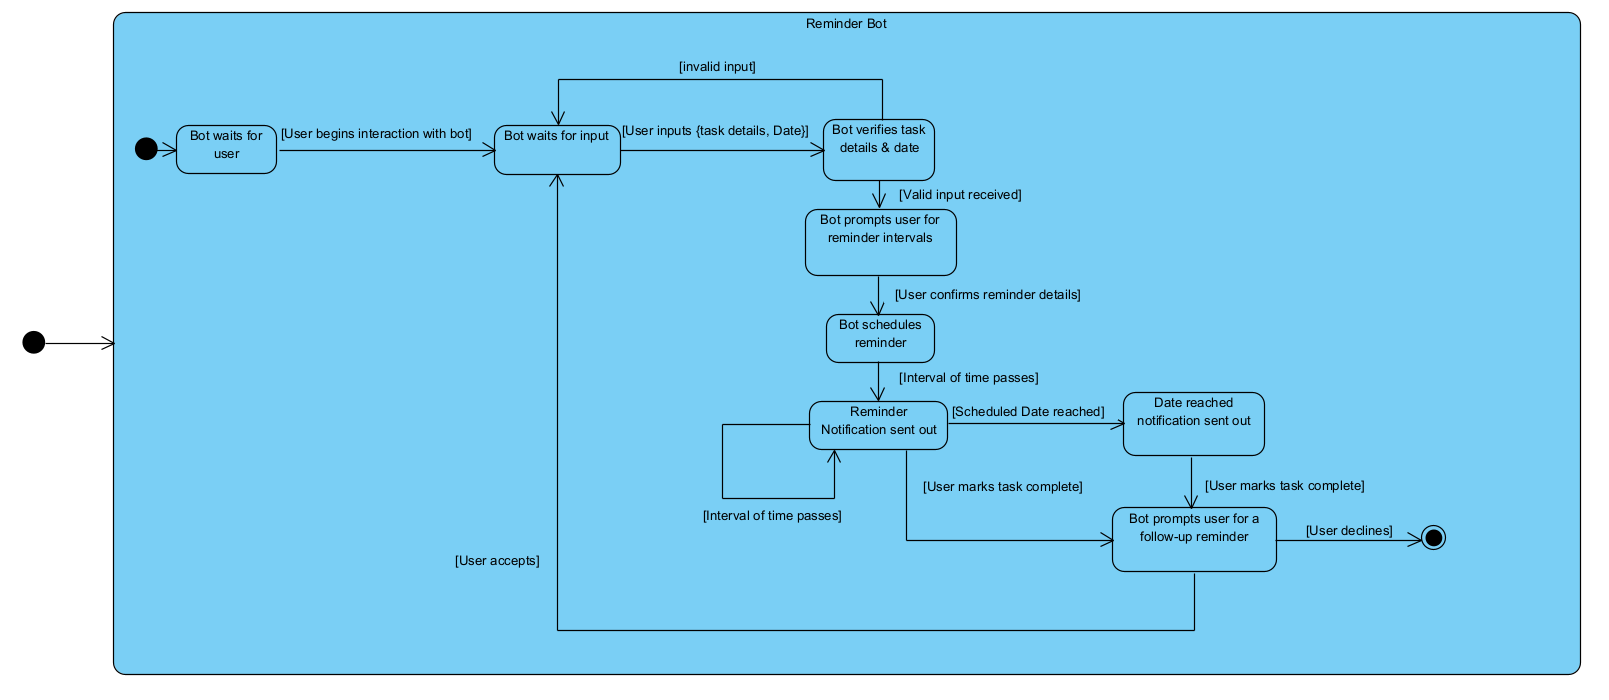 Reminder Bot
[invalid input]
Bot waits for
user
[User begins interaction with bot]
Bot waits for input
[User inputs {task details, Date}]
Bot verifies task
details & date
[Valid input received]
Bot prompts user for
reminder intervals
[User confirms reminder details]
Bot schedules
reminder
[Interval of time passes]
Reminder
Notification sent out
[Scheduled Date reached]
Date reached
notification sent out
[User marks task complete]
[User marks task complete]
[Interval of time passes]
Bot prompts user for a
follow-up reminder
[User declines]
[User accepts]